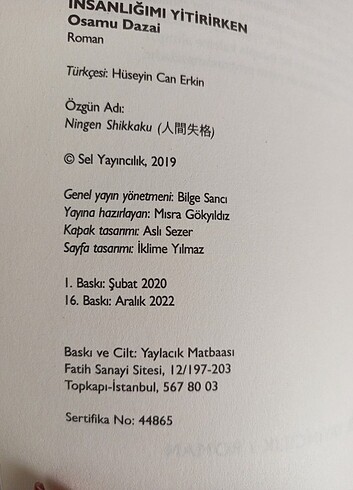 İNSANLIĞIMI YİTİRİRKEN
Osamu Dazai
Roman
Türkçesi: Hüseyin Can Erkin
Özgün Adı:
Ningen Shikkaku (人間失格)
© Sel Yayıncılık, 2019
Genel yayın yönetmeni: Bilge Sancı
Yayına hazırlayan: Mısra Gökyıldız
Kapak tasarımı: Aslı Sezer
Sayfa tasarımı: İklime Yılmaz
1. Baskı: Şubat 2020
16. Baskı: Aralık 2022
Baskı ve Cilt: Yaylacık Matbaası
Fatih Sanayi Sitesi, 12/197-203
Topkapı-İstanbul, 567 80 03
Sertifika No: 44865